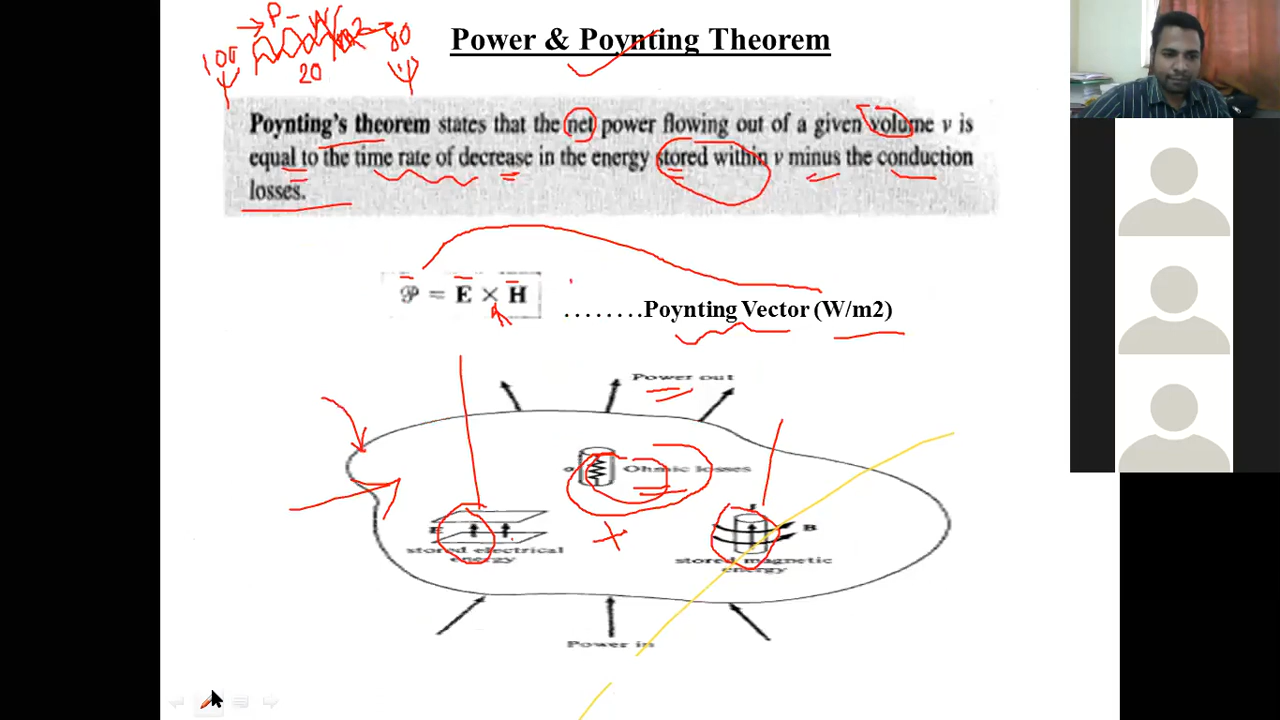 P- W/m2
100
80
20
Power & Poynting Theorem
Poynting's theorem states that the net power flowing out of a given volume v is
equal to the time rate of decrease in the energy stored within v minus the conduction
losses.
𝒫 = E × H
........Poynting Vector (W/m2)
Power out
σ
Ohmic losses
E
I
B
stored electrical
energy
stored magnetic
energy
Power in